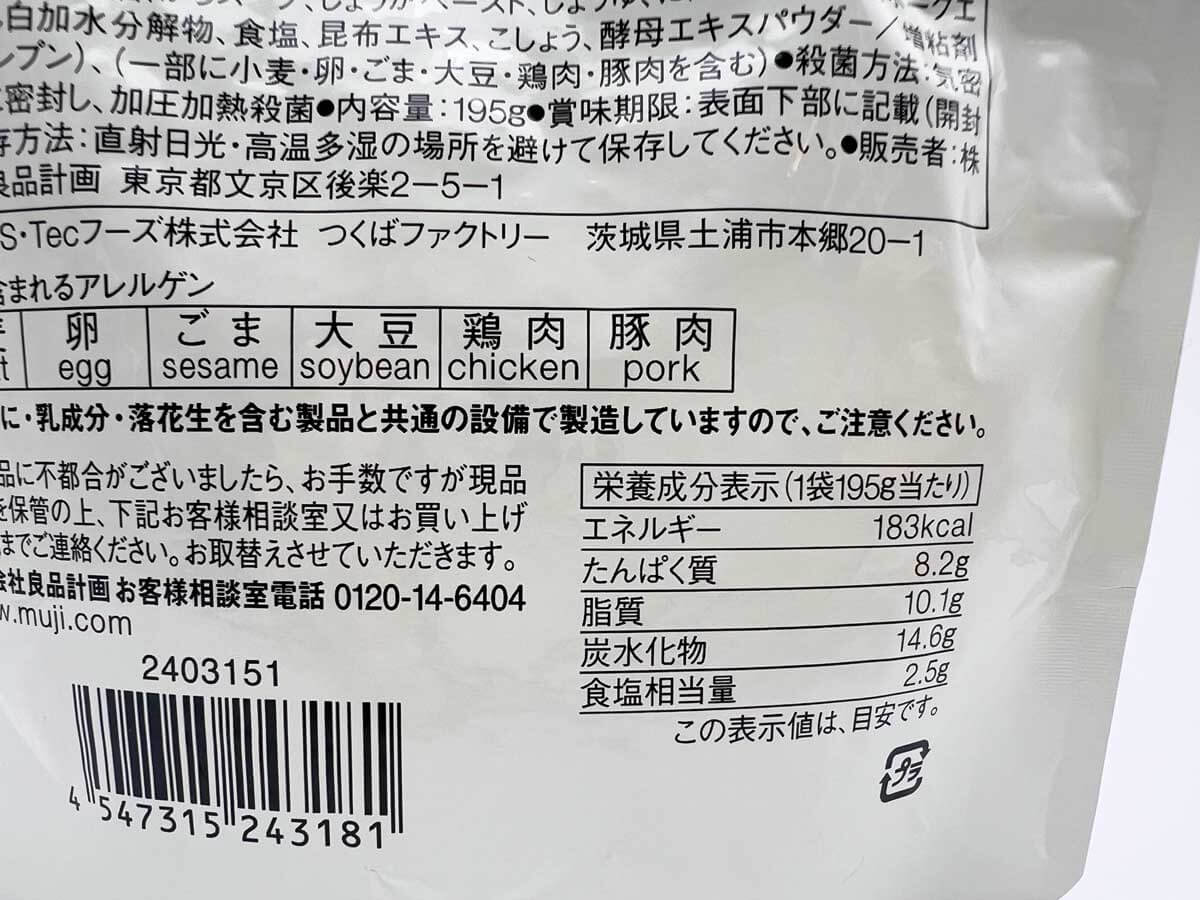 白加水分解物、食塩、昆布エキス、こしょう、酵母エキスパウダー/増粘剤
、(一部に小麦・卵・ごま・大豆・鶏肉・豚肉を含む)●殺菌方法:気密
密封し、加圧加熱殺菌●内容量:195g●賞味期限:表面下部に記載(開封
存方法:直射日光・高温多湿の場所を避けて保存してください。●販売者:株
良品計画 東京都文京区後楽2-5-1
S・Tecフーズ株式会社 つくばファクトリー 茨城県土浦市本郷20-1
含まれるアレルゲン
卵 ごま 大豆 鶏肉 豚肉
egg sesame soybean chicken pork
に・乳成分・落花生を含む製品と共通の設備で製造していますので、ご注意ください。
品に不都合がございましたら、お手数ですが現品
を保管の上、下記お客様相談室又はお買い上げ
までご連絡ください。お取替えさせていただきます。
会社良品計画 お客様相談室電話 0120-14-6404
w.muji.com
2403151
4 547315 243181
栄養成分表示(1袋195g当たり)
エネルギー 183kcal
たんぱく質 8.2g
脂質 10.1g
炭水化物 14.6g
食塩相当量 2.5g
この表示値は、目安です。
プラ